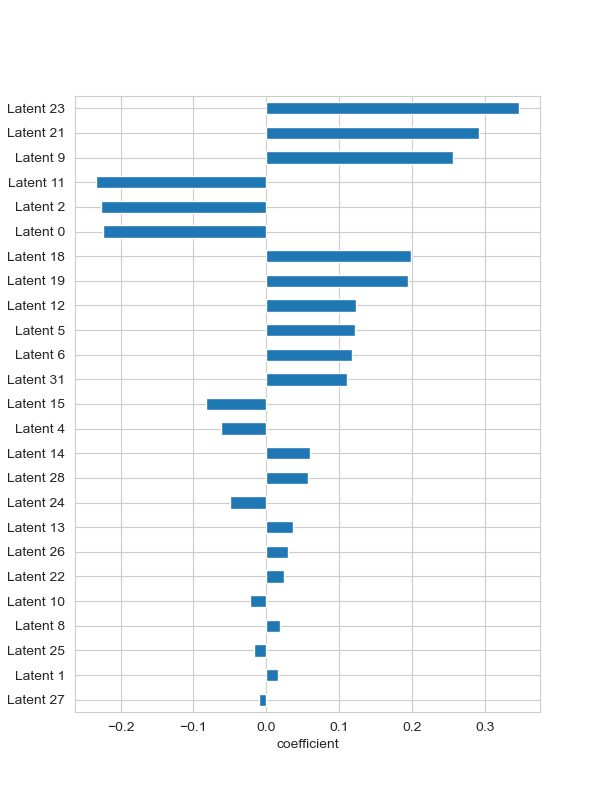 Latent 23
Latent 21
Latent 9
Latent 11
Latent 2
Latent 0
Latent 18
Latent 19
Latent 12
Latent 5
Latent 6
Latent 31
Latent 15
Latent 4
Latent 14
Latent 28
Latent 24
Latent 13
Latent 26
Latent 22
Latent 10
Latent 8
Latent 25
Latent 1
Latent 27
−0.2 −0.1 0.0 0.1 0.2 0.3
coefficient